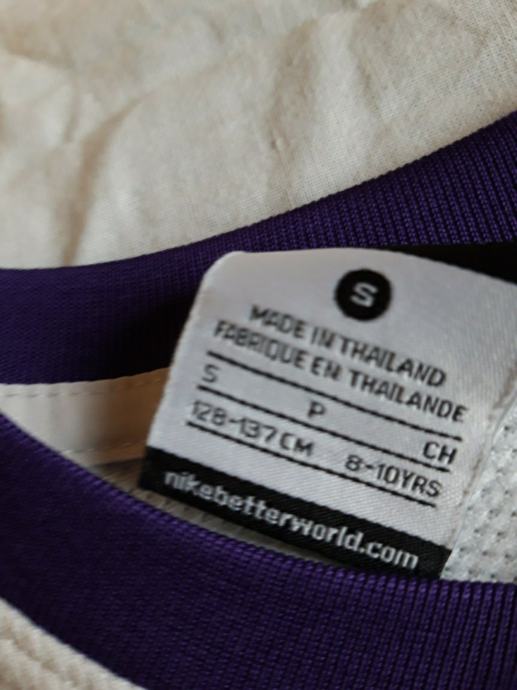 S
MADE IN THAILAND
FABRIQUE EN THAILANDE
S P CH
128-137CM 8-10YRS
nikebetterworld.com